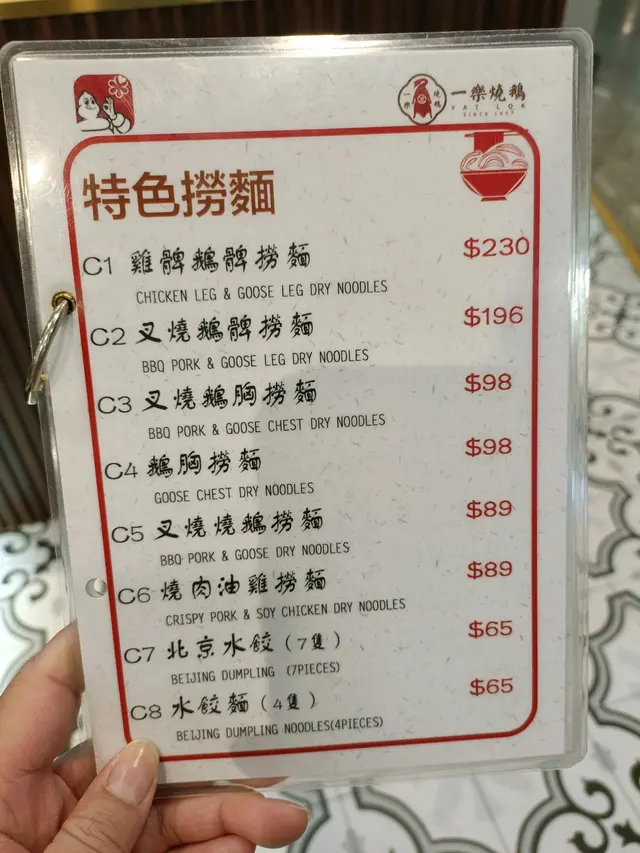 一樂燒鵝
一樂 燒鵝
YAT LOK
SINCE 1957
特色撈麵
C1 雞髀鵝髀撈麵 $230
CHICKEN LEG & GOOSE LEG DRY NOODLES
C2 叉燒鵝髀撈麵 $196
BBQ PORK & GOOSE LEG DRY NOODLES
C3 叉燒鵝胸撈麵 $98
BBQ PORK & GOOSE CHEST DRY NOODLES
C4 鵝胸撈麵 $98
GOOSE CHEST DRY NOODLES
C5 叉燒燒鵝撈麵 $89
BBQ PORK & GOOSE DRY NOODLES
C6 燒肉油雞撈麵 $89
CRISPY PORK & SOY CHICKEN DRY NOODLES
C7 北京水餃（7隻） $65
BEIJING DUMPLING (7PIECES)
C8 水餃麵（4隻） $65
BEIJING DUMPLING NOODLES(4PIECES)